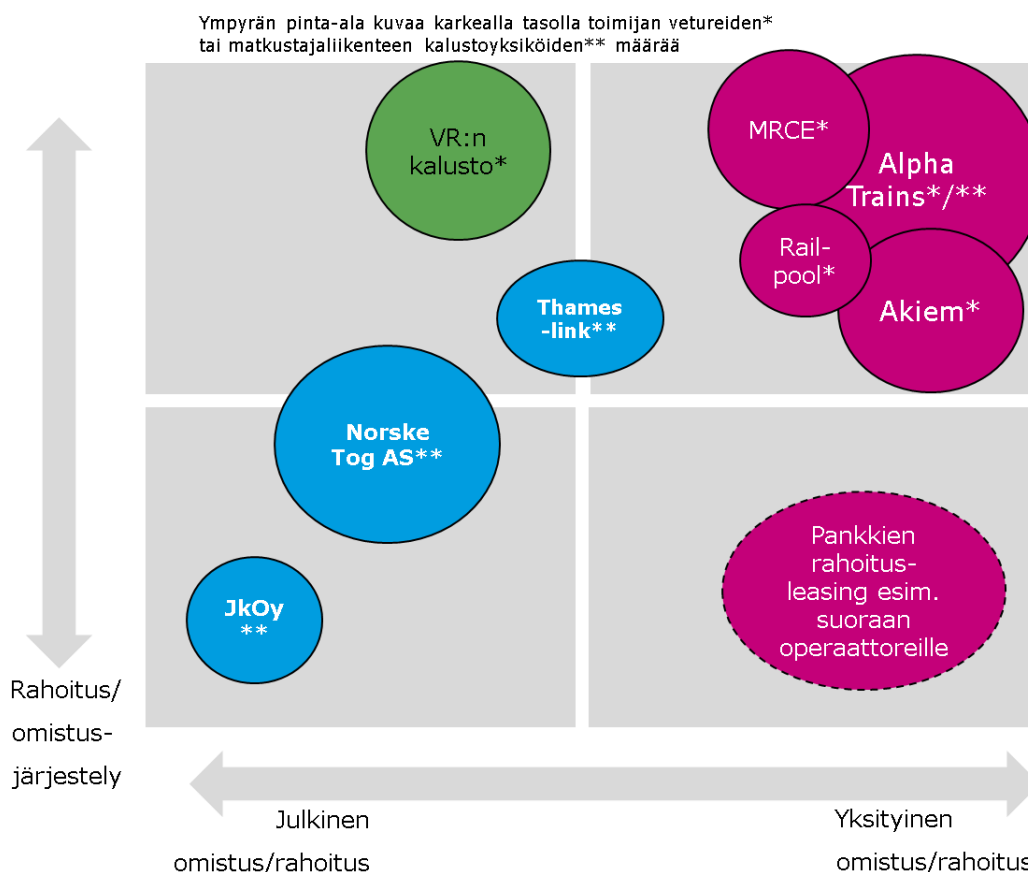 Ympyrän pinta-ala kuvaa karkealla tasolla toimijan vetureiden*
tai matkustajaliikenteen kalustoyksiköiden** määrää
VR:n
kalusto*
MRCE*
Alpha
Trains*/**
Rail-
pool*
Akiem*
Thames
-link**
Norske
Tog AS**
JkOy
**
Pankkien
rahoitus-
leasing esim.
suoraan
operaattoreille
Rahoitus/
omistus-
järjestely
Julkinen
omistus/rahoitus
Yksityinen
omistus/rahoitus